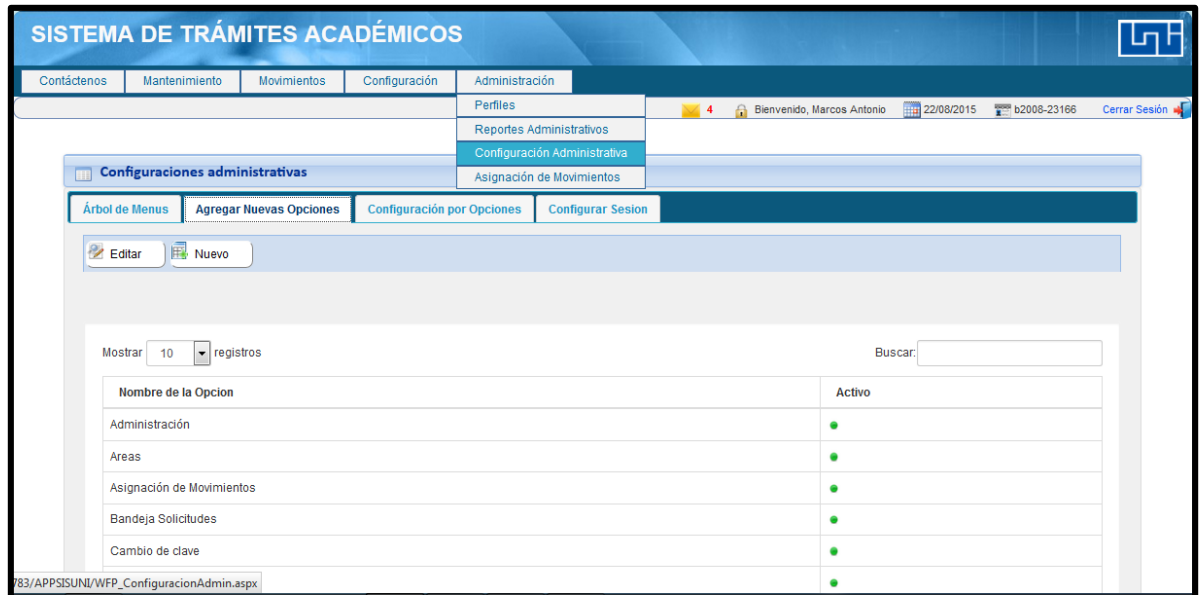 SISTEMA DE TRÁMITES ACADÉMICOS
Contáctenos Mantenimiento Movimientos Configuración Administración
Perfiles
4 Bienvenido, Marcos Antonio 22/08/2015 b2008-23166 Cerrar Sesión
Reportes Administrativos
Configuración Administrativa
Asignación de Movimientos
Configuraciones administrativas
Árbol de Menus Agregar Nuevas Opciones Configuración por Opciones Configurar Sesion
Editar Nuevo
Mostrar 10 registros Buscar:
Nombre de la Opcion Activo
Administración
Areas
Asignación de Movimientos
Bandeja Solicitudes
Cambio de clave
783/APPSISUNI/WFP_ConfiguracionAdmin.aspx